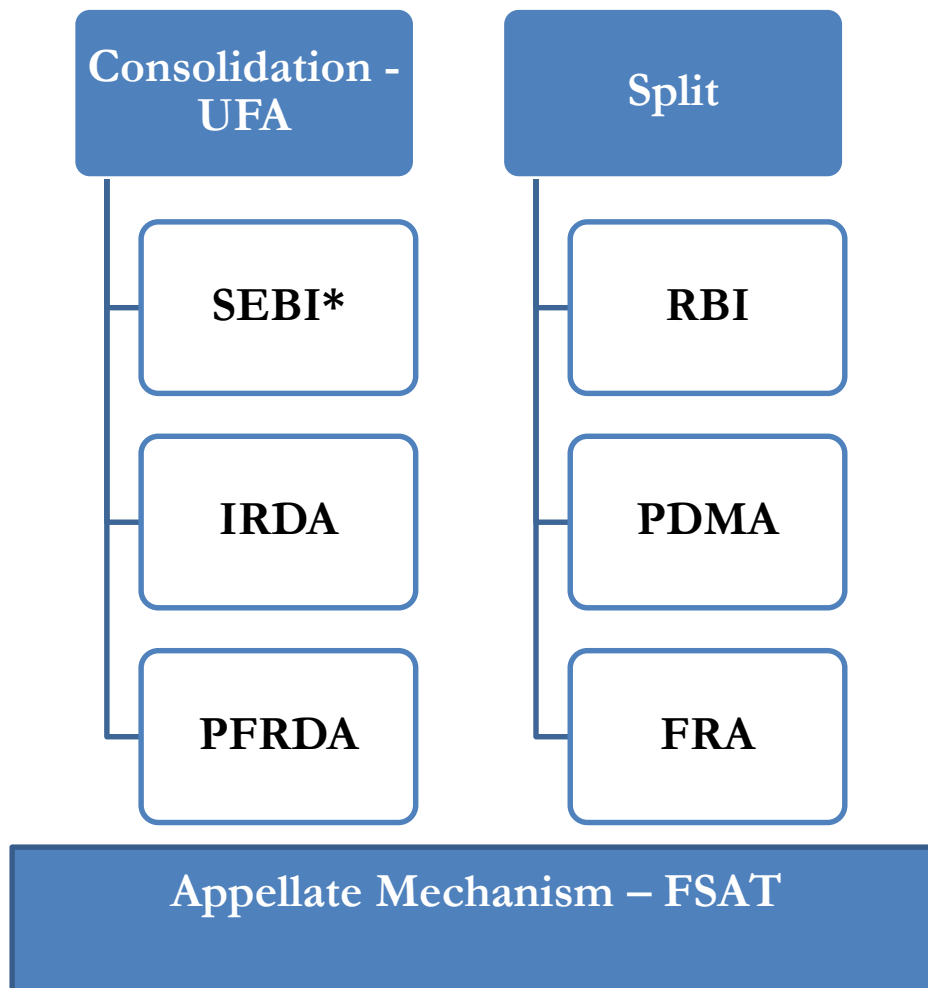 Consolidation -
UFA
SEBI*
IRDA
PFRDA
Split
RBI
PDMA
FRA
Appellate Mechanism – FSAT